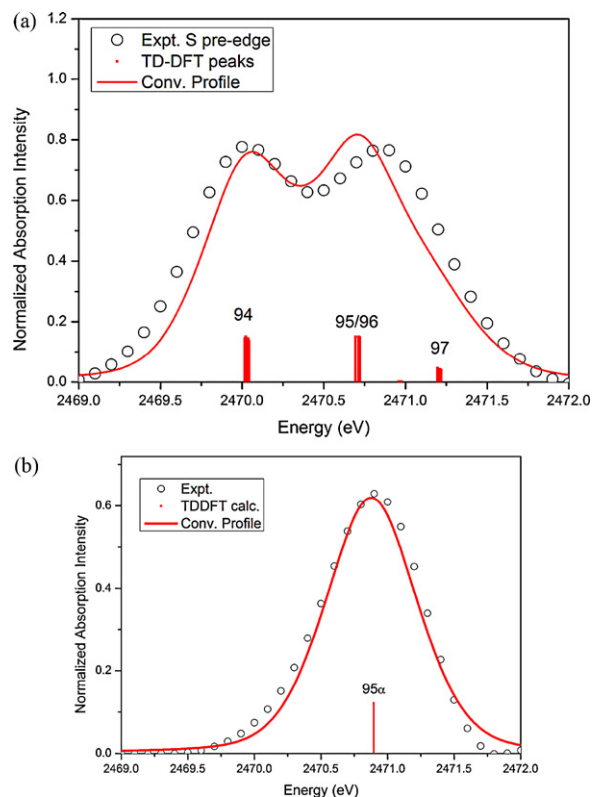 (a)
Expt. S pre-edge
TD-DFT peaks
Conv. Profile
Normalized Absorption Intensity
1.2
1.0
0.8
0.6
0.4
0.2
0.0
94
95/96
97
2469.0 2469.5 2470.0 2470.5 2471.0 2471.5 2472.0
Energy (eV)
(b)
Expt.
TDDFT calc.
Conv. Profile
Normalized Absorption Intensity
0.6
0.4
0.2
0.0
95α
2469.0 2469.5 2470.0 2470.5 2471.0 2471.5 2472.0
Energy (eV)